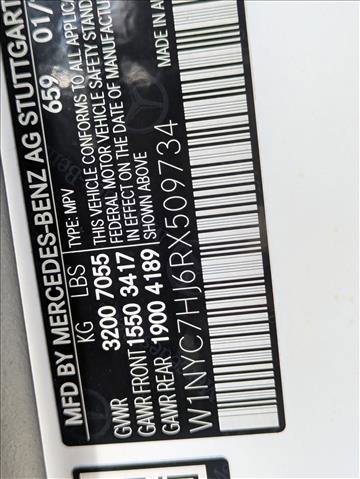 MFD BY MERCEDES-BENZ AG STUTTGART
659 01/
TYPE: MPV
KG LBS
GVWR 3200 7055
GAWR FRONT 1550 3417
GAWR REAR 1900 4189
THIS VEHICLE CONFORMS TO ALL APPLICA
FEDERAL MOTOR VEHICLE SAFETY STANDA
IN EFFECT ON THE DATE OF MANUFACTU
SHOWN ABOVE
W1NYC7HJ6RX509734